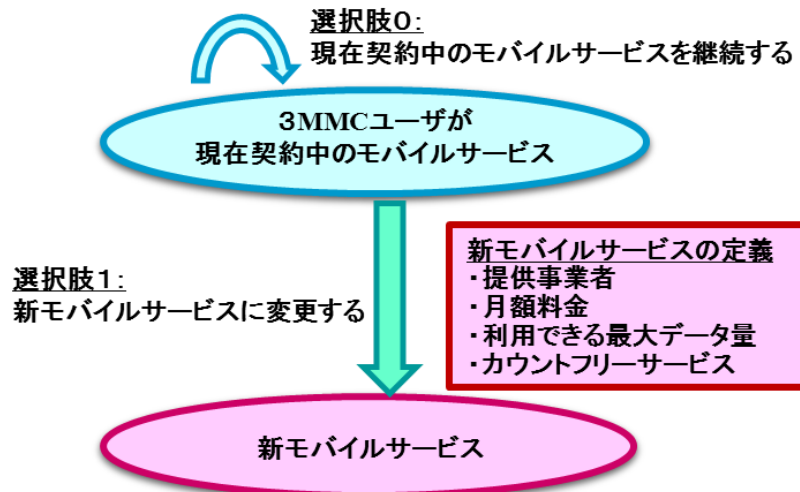 選択肢０:
現在契約中のモバイルサービスを継続する
３MMCユーザが
現在契約中のモバイルサービス
選択肢１:
新モバイルサービスに変更する
新モバイルサービスの定義
・提供事業者
・月額料金
・利用できる最大データ量
・カウントフリーサービス
新モバイルサービス